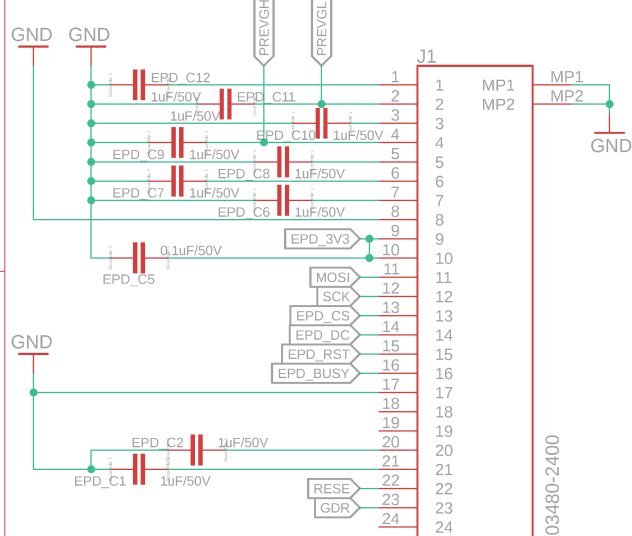 PREVGH
PREVGL
GND
GND
J1
EPD_C12
1
1
MP1
MP1
1uF/50V
EPD_C11
2
2
MP2
MP2
1uF/50V
3
3
EPD_C10
1uF/50V
4
4
GND
EPD_C9
1uF/50V
5
5
EPD_C8
1uF/50V
6
6
EPD_C7
1uF/50V
7
7
EPD_C6
1uF/50V
8
8
EPD_3V3
9
9
0.1uF/50V
10
10
EPD_C5
MOSI
11
11
SCK
12
12
EPD_CS
13
13
EPD_DC
14
14
GND
EPD_RST
15
15
EPD_BUSY
16
16
17
17
18
18
19
19
EPD_C2
1uF/50V
20
20
21
21
EPD_C1
1uF/50V
RESE
22
22
GDR
23
23
24
24
03480-2400